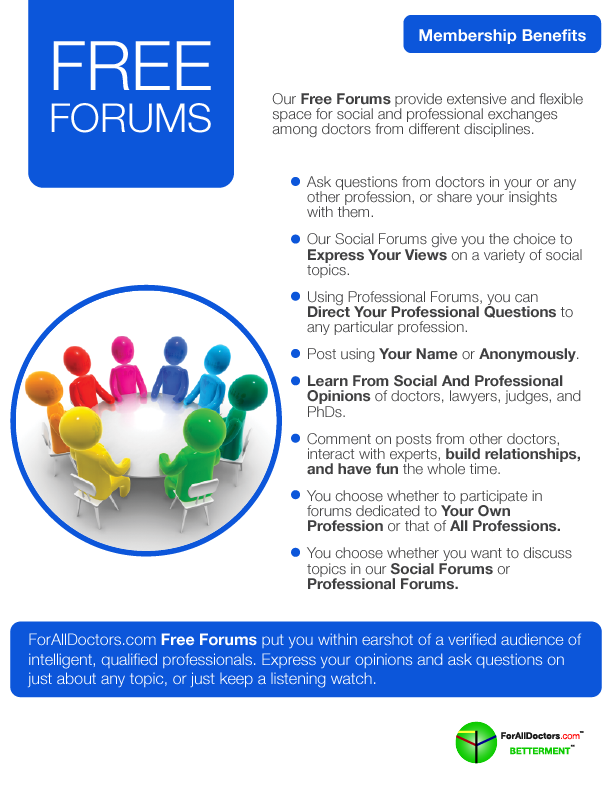 FREE
FORUMS
Membership Benefits
Our Free Forums provide extensive and flexible
space for social and professional exchanges
among doctors from different disciplines.
Ask questions from doctors in your or any
other profession, or share your insights
with them.
Our Social Forums give you the choice to
Express Your Views on a variety of social
topics.
Using Professional Forums, you can
Direct Your Professional Questions to
any particular profession.
Post using Your Name or Anonymously.
Learn From Social And Professional
Opinions of doctors, lawyers, judges, and
PhDs.
Comment on posts from other doctors,
interact with experts, build relationships,
and have fun the whole time.
You choose whether to participate in
forums dedicated to Your Own
Profession or that of All Professions.
You choose whether you want to discuss
topics in our Social Forums or
Professional Forums.
ForAllDoctors.com Free Forums put you within earshot of a verified audience of
intelligent, qualified professionals. Express your opinions and ask questions on
just about any topic, or just keep a listening watch.
ForAllDoctors.com™
BETTERMENT™